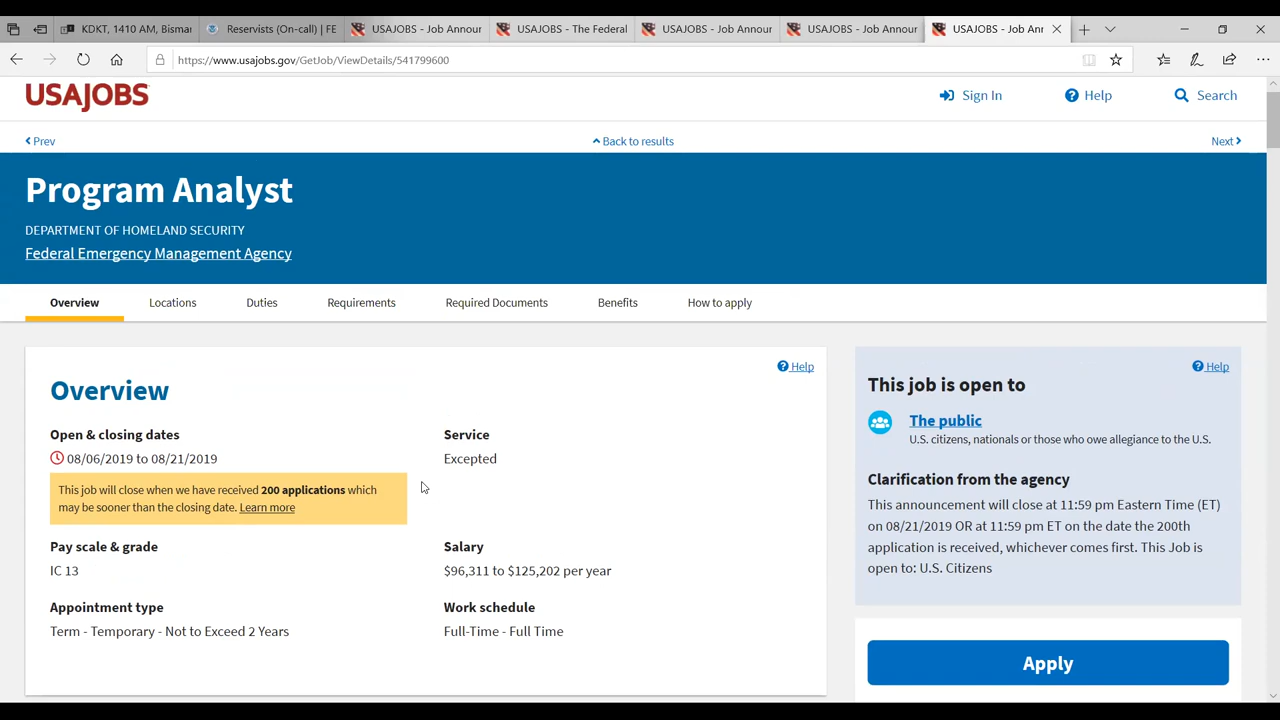 KDKT, 1410 AM, Bismar
Reservists (On-call) | FE
USAJOBS - Job Announ
USAJOBS - The Federal
USAJOBS - Job Announ
USAJOBS - Job Announ
USAJOBS - Job Ann
https://www.usajobs.gov/GetJob/ViewDetails/541799600
USAJOBS
Sign In
Help
Search
Prev
Back to results
Next
Program Analyst
DEPARTMENT OF HOMELAND SECURITY
Federal Emergency Management Agency
Overview
Locations
Duties
Requirements
Required Documents
Benefits
How to apply
Help
Overview
Open & closing dates
08/06/2019 to 08/21/2019
This job will close when we have received 200 applications which
may be sooner than the closing date. Learn more
Service
Excepted
Pay scale & grade
IC 13
Salary
$96,311 to $125,202 per year
Appointment type
Term - Temporary - Not to Exceed 2 Years
Work schedule
Full-Time - Full Time
Help
This job is open to
The public
U.S. citizens, nationals or those who owe allegiance to the U.S.
Clarification from the agency
This announcement will close at 11:59 pm Eastern Time (ET)
on 08/21/2019 OR at 11:59 pm ET on the date the 200th
application is received, whichever comes first. This Job is
open to: U.S. Citizens
Apply